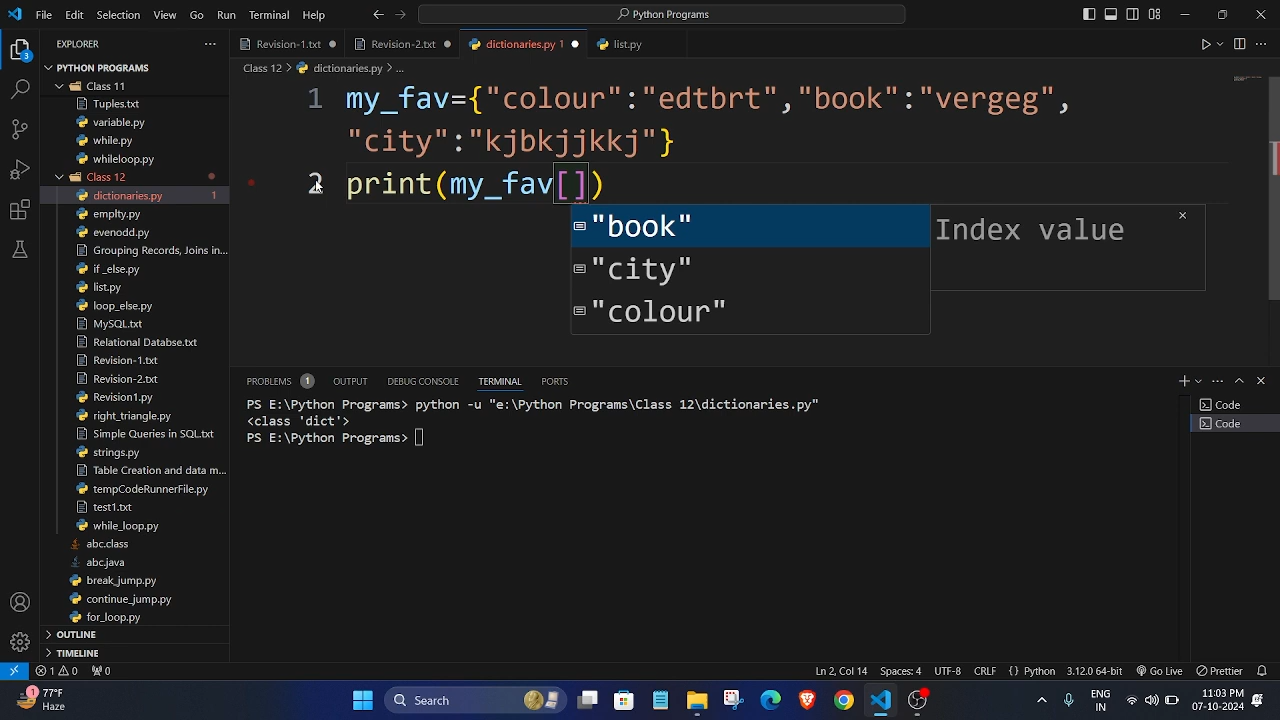 File Edit Selection View Go Run Terminal Help
Python Programs
EXPLORER
Revision-1.txt
Revision-2.txt
dictionaries.py 1
list.py
Class 12 > dictionaries.py > ...
3
PYTHON PROGRAMS
Class 11
Tuples.txt
variable.py
while.py
whileloop.py
Class 12
dictionaries.py 1
emplty.py
evenodd.py
Grouping Records, Joins in...
if _else.py
list.py
loop_else.py
MySQL.txt
Relational Databse.txt
Revision-1.txt
Revision-2.txt
Revision1.py
right_triangle.py
Simple Queries in SQL.txt
strings.py
Table Creation and data m...
tempCodeRunnerFile.py
test1.txt
while_loop.py
abc.class
abc.java
break_jump.py
continue_jump.py
for_loop.py
OUTLINE
TIMELINE
1 my_fav={"colour":"edtbrt","book":"vergeg",
"city":"kjbkjjkkj"}
2 print(my_fav[])
"book"
"city"
"colour"
Index value
PROBLEMS 1 OUTPUT DEBUG CONSOLE TERMINAL PORTS
PS E:\Python Programs> python -u "e:\Python Programs\Class 12\dictionaries.py"
<class 'dict'>
PS E:\Python Programs>
Code
Code
1 0 0
Ln 2, Col 14 Spaces: 4 UTF-8 CRLF {} Python 3.12.0 64-bit Go Live Prettier
1
77°F
Haze
Search
ENG
IN
11:03 PM
07-10-2024